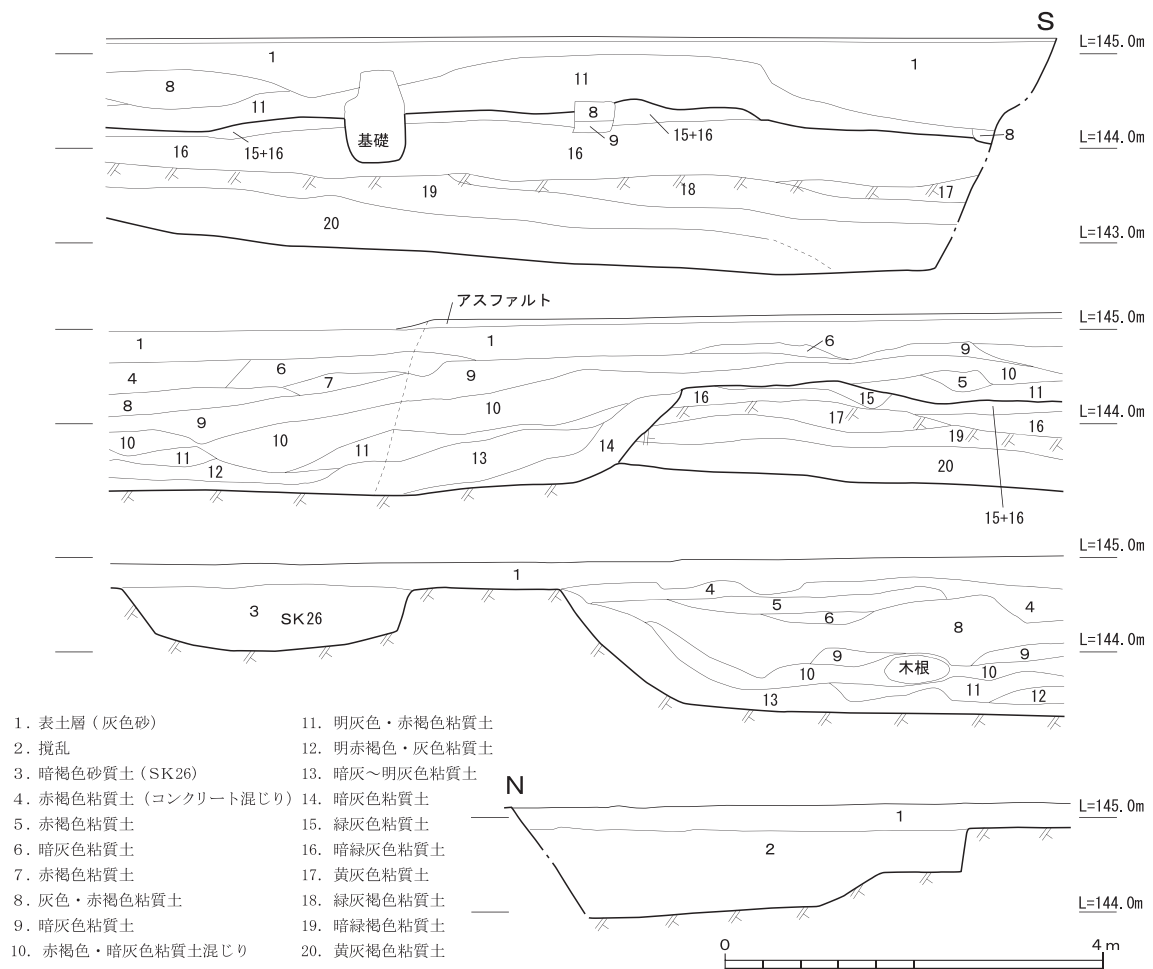 S
L=145.0m
1
8
11
11
1
8
9
15+16
8
基礎
15+16
L=144.0m
16
16
19
18
17
20
L=143.0m
アスファルト
L=145.0m
1
1
6
9
4
6
7
9
5
10
8
16
15
11
9
10
17
16
L=144.0m
10
10
11
14
19
11
13
12
20
15+16
L=145.0m
1
4
3
SK26
5
4
6
8
L=144.0m
9
9
木根
10
10
13
11
12
1. 表土層(灰色砂)
2. 撹乱
3. 暗褐色砂質土(SK26)
4. 赤褐色粘質土(コンクリート混じり)
5. 赤褐色粘質土
6. 暗灰色粘質土
7. 赤褐色粘質土
8. 灰色・赤褐色粘質土
9. 暗灰色粘質土
10. 赤褐色・暗灰色粘質土混じり
11. 明灰色・赤褐色粘質土
12. 明赤褐色・灰色粘質土
13. 暗灰~明灰色粘質土
14. 暗灰色粘質土
15. 緑灰色粘質土
16. 暗緑灰色粘質土
17. 黄灰色粘質土
18. 緑灰褐色粘質土
19. 暗緑褐色粘質土
20. 黄灰褐色粘質土
N
L=145.0m
1
2
L=144.0m
0
4m